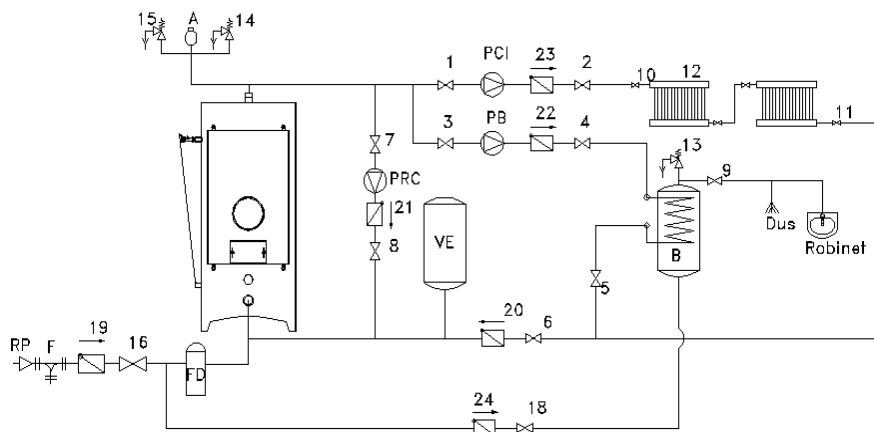 15 A 14
1 PCI 23 2 10 12
3 PB 22 4 11
7 13
PRC 9
21
8 VE Dus
B Robinet
5
20 6
RP F 19 16
FD
24 18